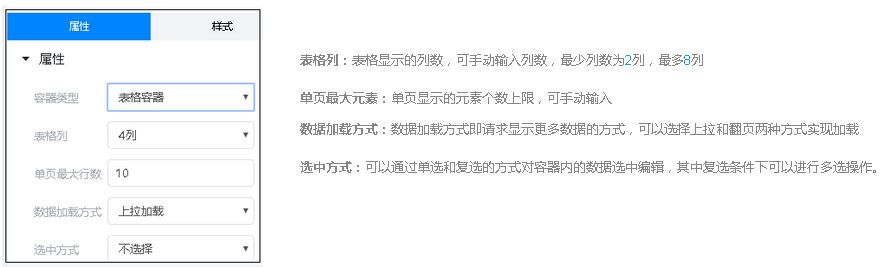 属性
样式
属性
容器类型
表格容器
表格列
4列
单页最大行数
10
数据加载方式
上拉加载
选中方式
不选择
表格列：表格显示的列数，可手动输入列数，最少列数为2列，最多8列
单页最大元素：单页显示的元素个数上限，可手动输入
数据加载方式：数据加载方式即请求显示更多数据的方式，可以选择上拉和翻页两种方式实现加载
选中方式：可以通过单选和复选的方式对容器内的数据选中编辑，其中复选条件下可以进行多选操作。